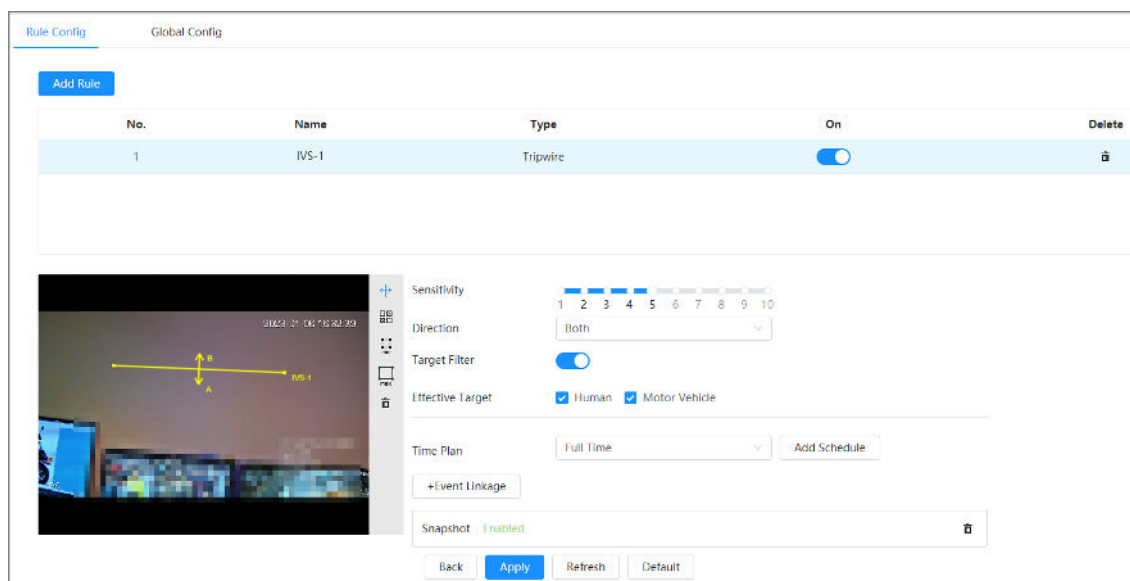 Rule Config Global Config
Add Rule
No. Name Type On Delete
1 IVS-1 Tripwire
Sensitivity
1 2 3 4 5 6 7 8 9 10
Direction Both
Target Filter
Effective Target Human Motor Vehicle
Time Plan Full Time Add Schedule
+Event Linkage
Snapshot Enabled
Back Apply Refresh Default
B
IVS-1
A
max